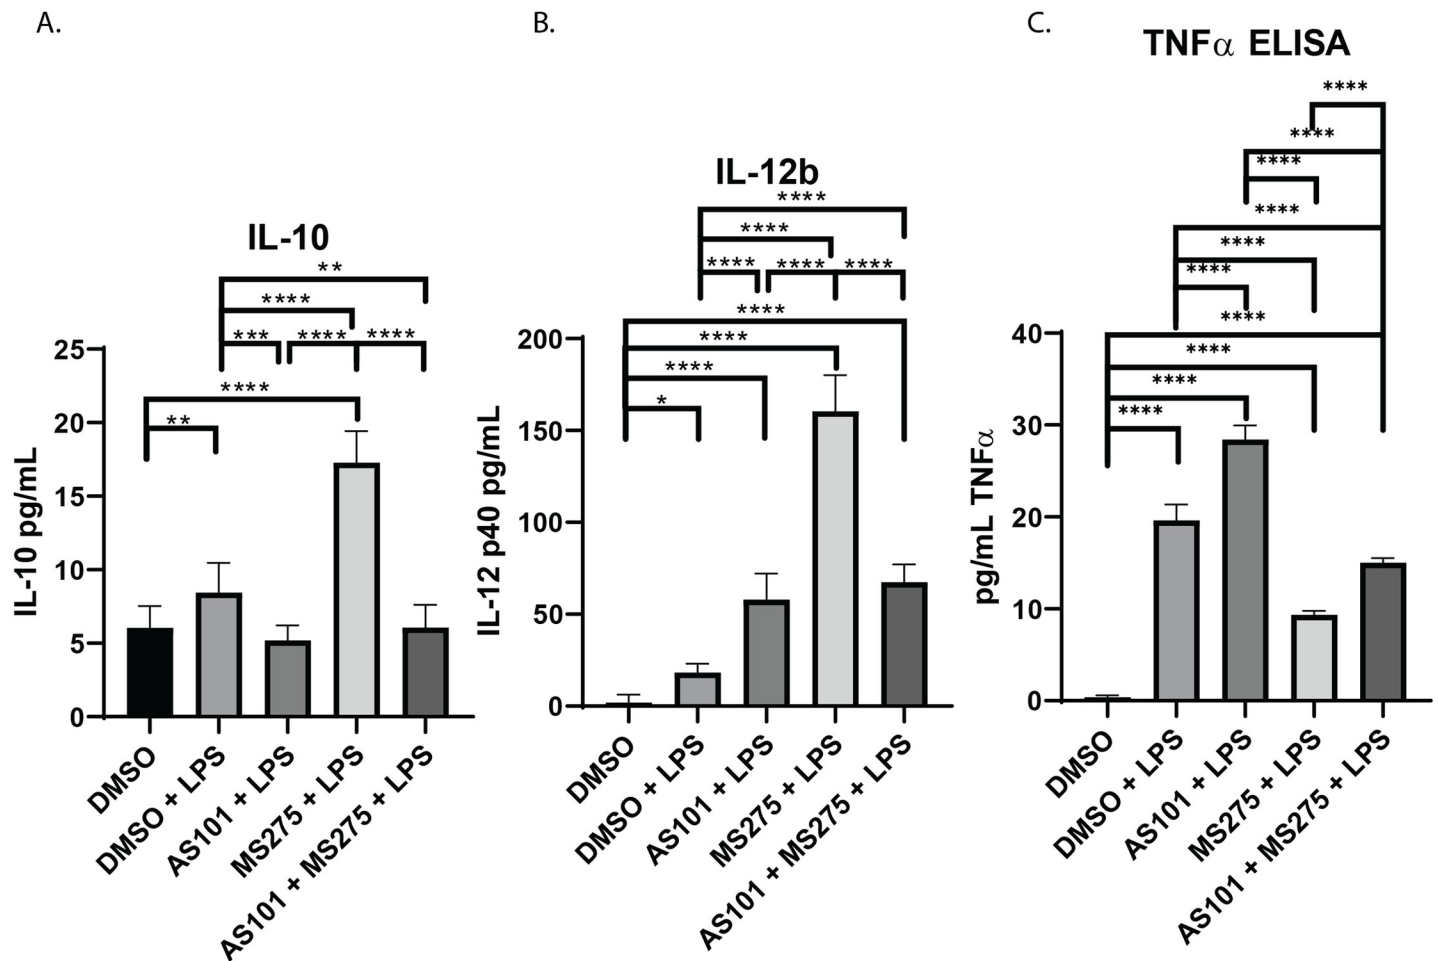 A.
IL-10
**
****
***
****
****
****
**
IL-10 pg/mL
25
20
15
10
5
0
DMSO
DMSO + LPS
AS101 + LPS
MS275 + LPS
AS101 + MS275 + LPS
B.
IL-12b
****
****
****
****
****
****
****
****
*
IL-12 p40 pg/mL
200
150
100
50
0
DMSO
DMSO + LPS
AS101 + LPS
MS275 + LPS
AS101 + MS275 + LPS
C.
TNFα ELISA
****
****
****
****
****
****
****
****
****
****
pg/mL TNFα
40
30
20
10
0
DMSO
DMSO + LPS
AS101 + LPS
MS275 + LPS
AS101 + MS275 + LPS